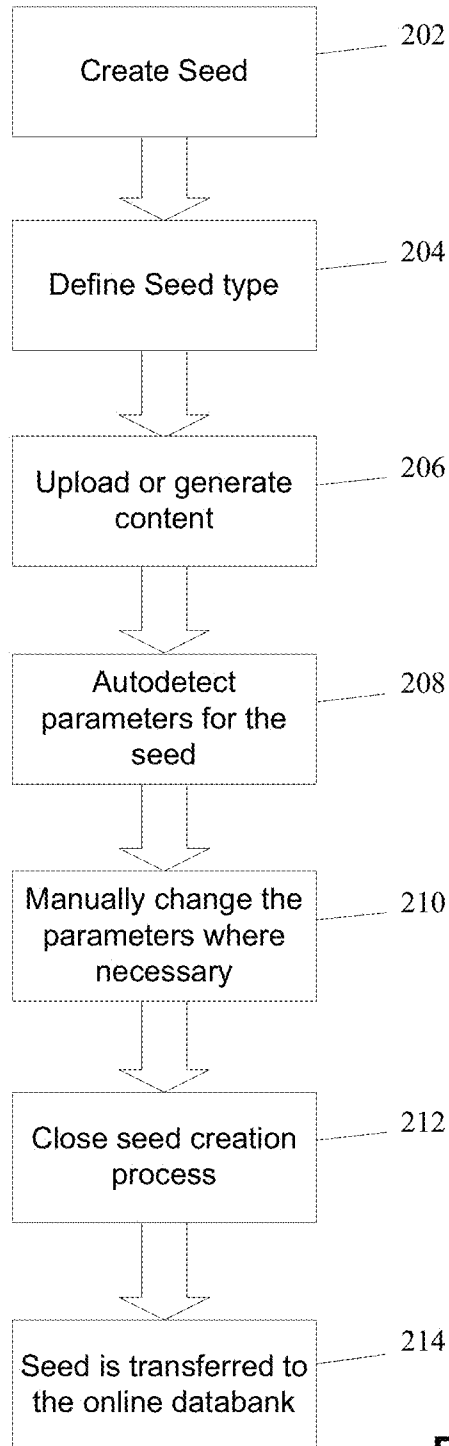 Create Seed
202
Define Seed type
204
Upload or generate
content
206
Autodetect
parameters for the
seed
208
Manually change the
parameters where
necessary
210
Close seed creation
process
212
Seed is transferred to
the online databank
214